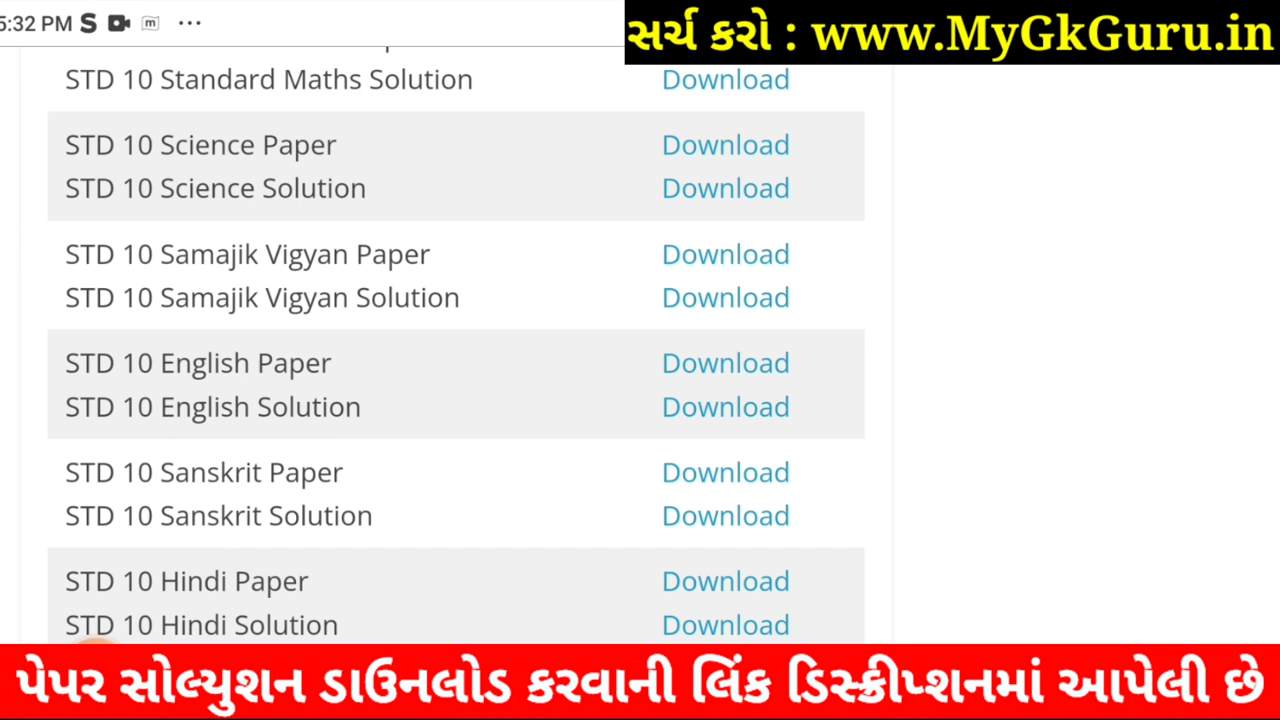 5:32 PM S m ...
સર્ચ કરો : www.MyGkGuru.in
STD 10 Standard Maths Solution Download
STD 10 Science Paper Download
STD 10 Science Solution Download
STD 10 Samajik Vigyan Paper Download
STD 10 Samajik Vigyan Solution Download
STD 10 English Paper Download
STD 10 English Solution Download
STD 10 Sanskrit Paper Download
STD 10 Sanskrit Solution Download
STD 10 Hindi Paper Download
STD 10 Hindi Solution Download
પેપર સોલ્યુશન ડાઉનલોડ કરવાની લિંક ડિસ્ક્રીપ્શનમાં આપેલી છે